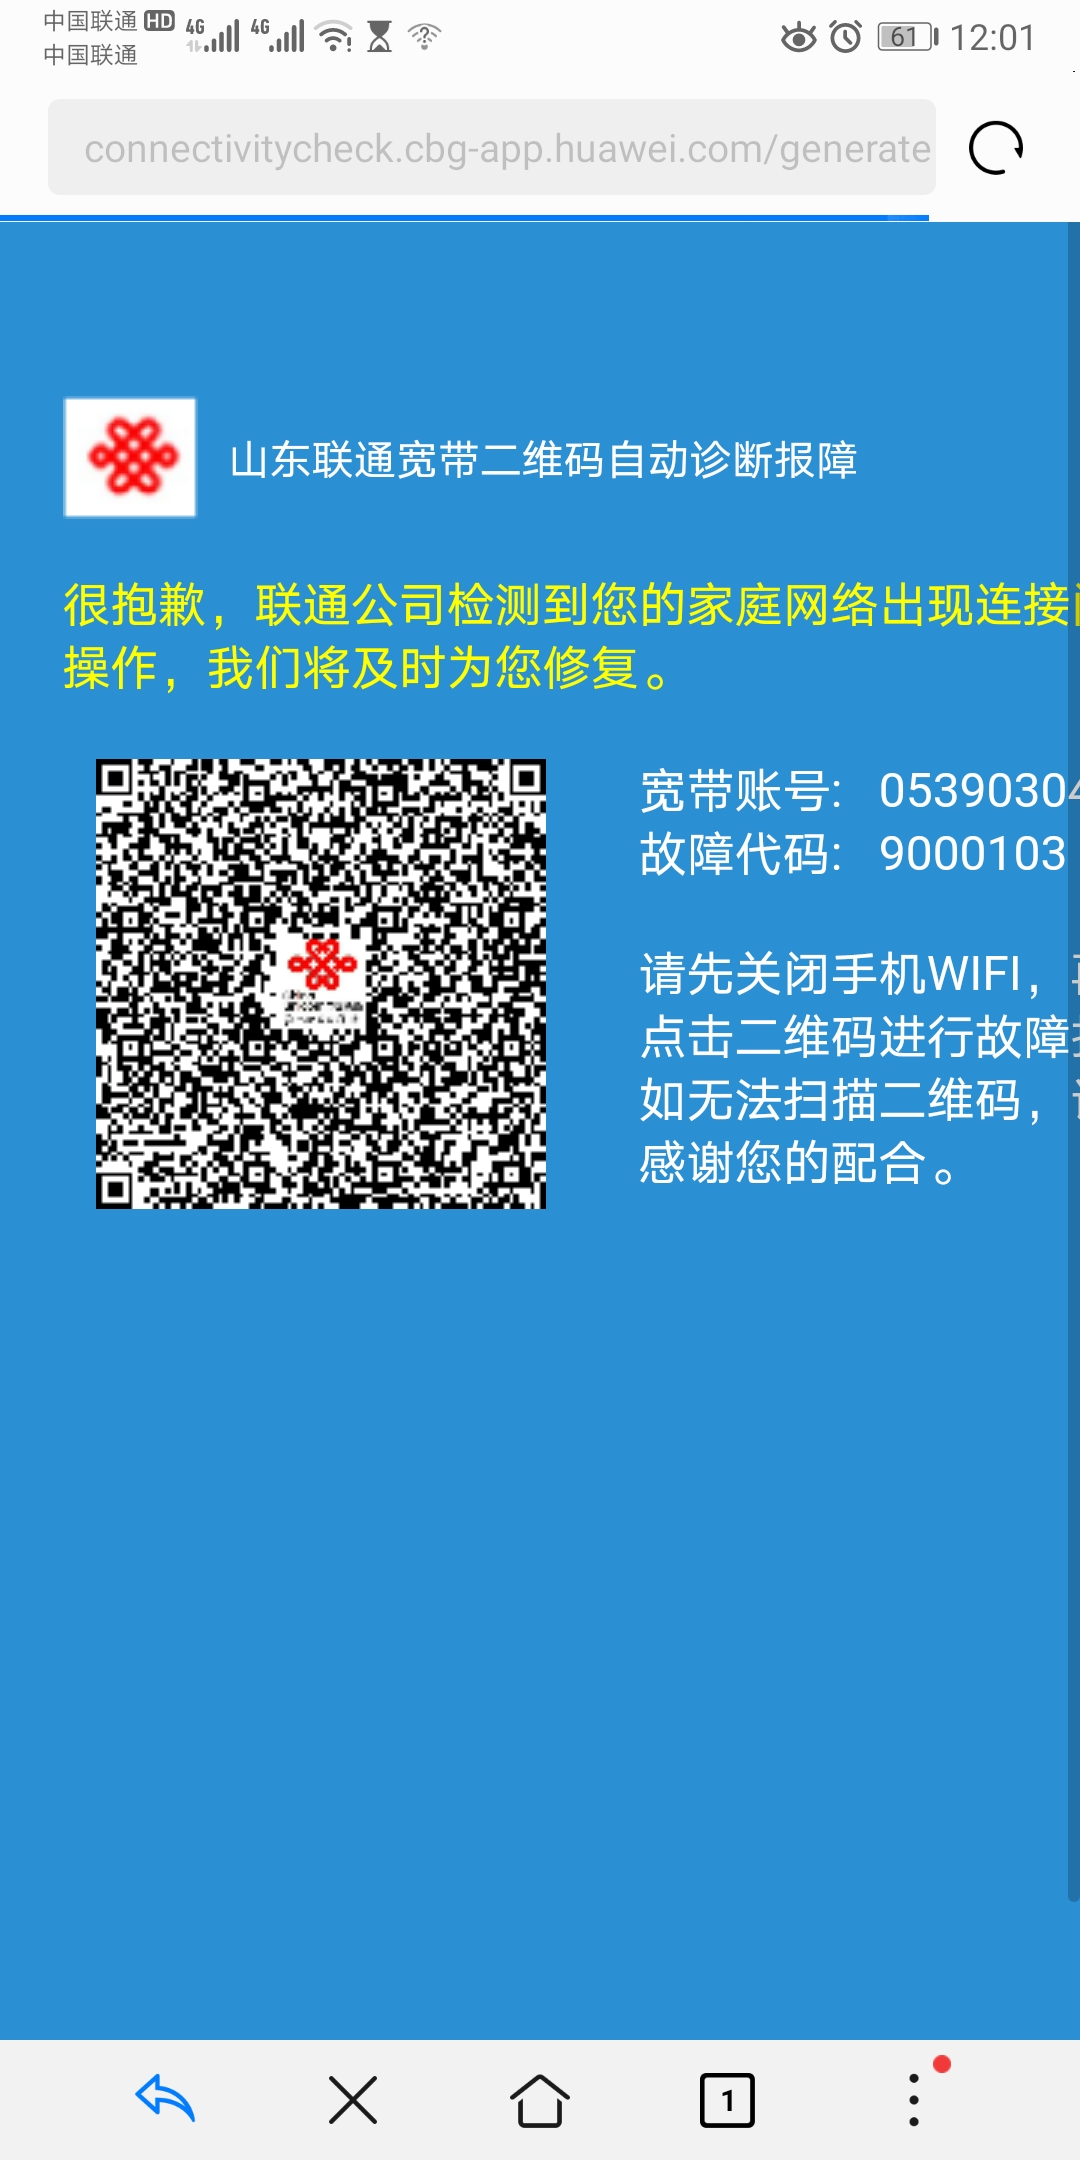 中国联通 HD 4G 4G 61 12:01
中国联通
connectivitycheck.cbg-app.huawei.com/generate
山东联通宽带二维码自动诊断报障
很抱歉，联通公司检测到您的家庭网络出现连接
操作，我们将及时为您修复。
宽带账号: 0539030
故障代码: 9000103
请先关闭手机WIFI，
点击二维码进行故障
如无法扫描二维码，
感谢您的配合。
1